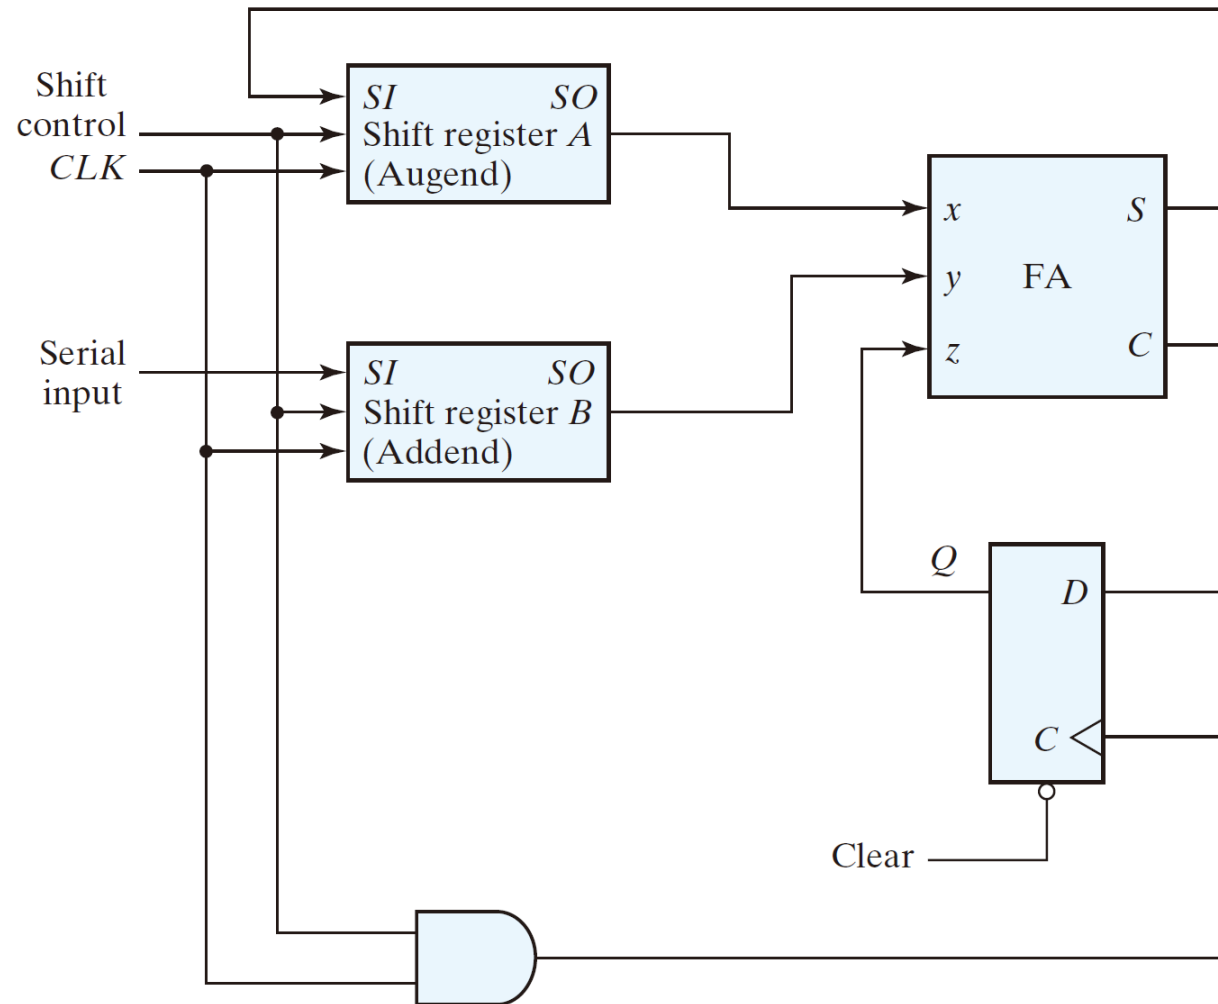 Shift
control
CLK
SI SO
Shift register A
(Augend)
x S
y FA
z C
Serial
input
SI SO
Shift register B
(Addend)
Q
D
C
Clear